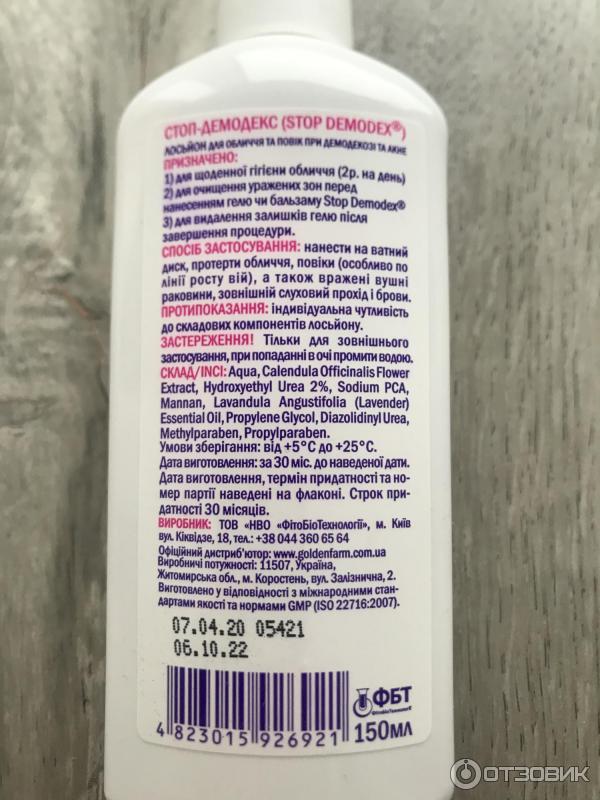 СТОП-ДЕМОДЕКС (STOP DEMODEX®)
ЛОСЬЙОН ДЛЯ ОБЛИЧЧЯ ТА ПОВІК ПРИ ДЕМОДЕКОЗІ ТА АКНЕ
ПРИЗНАЧЕНО:
1) для щоденної гігієни обличчя (2р. на день)
2) для очищення уражених зон перед
нанесенням гелю чи бальзаму Stop Demodex®
3) для видалення залишків гелю після
завершення процедури.
СПОСІБ ЗАСТОСУВАННЯ: нанести на ватний
диск, протерти обличчя, повіки (особливо по
лінії росту вій), а також вражені вушні
раковини, зовнішній слуховий прохід і брови.
ПРОТИПОКАЗАННЯ: індивідуальна чутливість
до складових компонентів лосьйону.
ЗАСТЕРЕЖЕННЯ! Тільки для зовнішнього
застосування, при попаданні в очі промити водою.
СКЛАД/INCI: Aqua, Calendula Officinalis Flower
Extract, Hydroxyethyl Urea 2%, Sodium PCA,
Mannan, Lavandula Angustifolia (Lavender)
Essential Oil, Propylene Glycol, Diazolidinyl Urea,
Methylparaben, Propylparaben.
Умови зберігання: від +5°C до +25°C.
Дата виготовлення: за 30 міс. до наведеної дати.
Дата виготовлення, термін придатності та но-
мер партії наведені на флаконі. Строк при-
датності 30 місяців.
ВИРОБНИК: ТОВ «НВО «ФітоБіоТехнології», м. Київ
вул. Кіквідзе, 18, тел.: +38 044 360 65 64
Офіційний дистриб'ютор: www.goldenfarm.com.ua
Виробничі потужності: 11507, Україна,
Житомирська обл., м. Коростень, вул. Залізнична, 2.
Виготовлено у відповідності з міжнародними стан-
дартами якості та нормами GMP (ISO 22716:2007).
07.04.20 05421
06.10.22
ФБТ
ФітоБіоТехнології
4 823015 926921
150мл
ОТЗОВИК